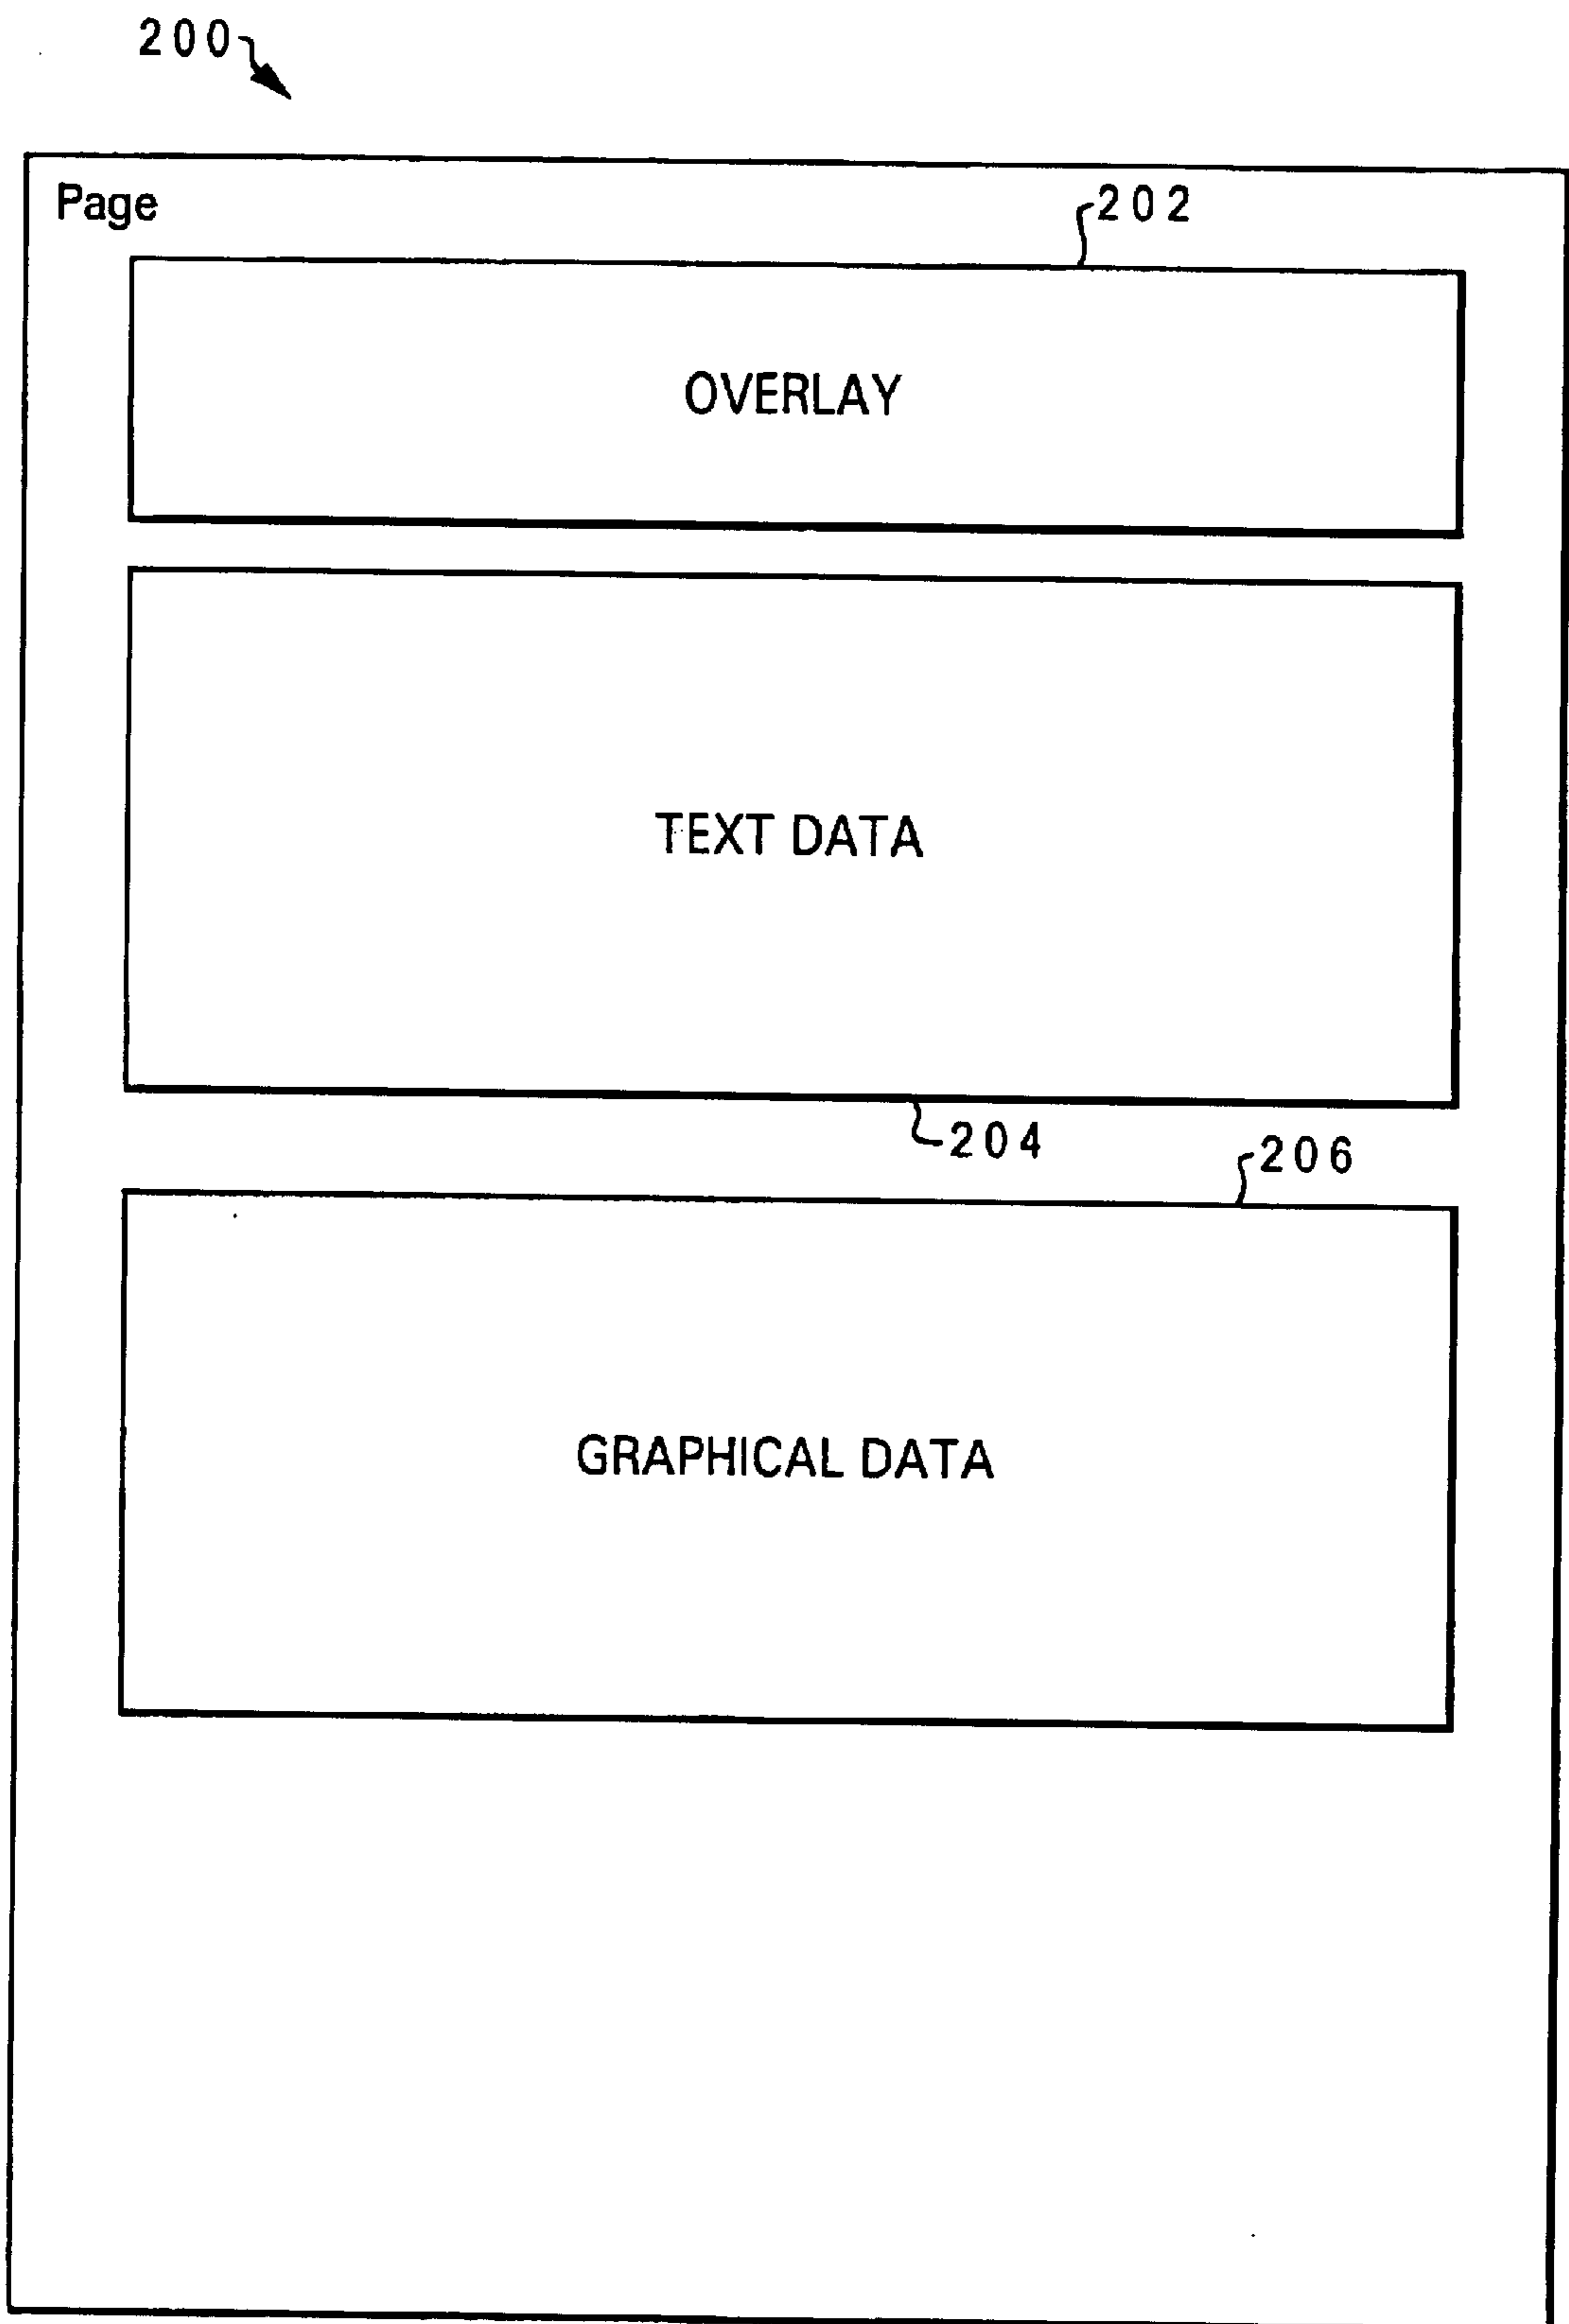 200
Page
202
OVERLAY
TEXT DATA
204
206
GRAPHICAL DATA